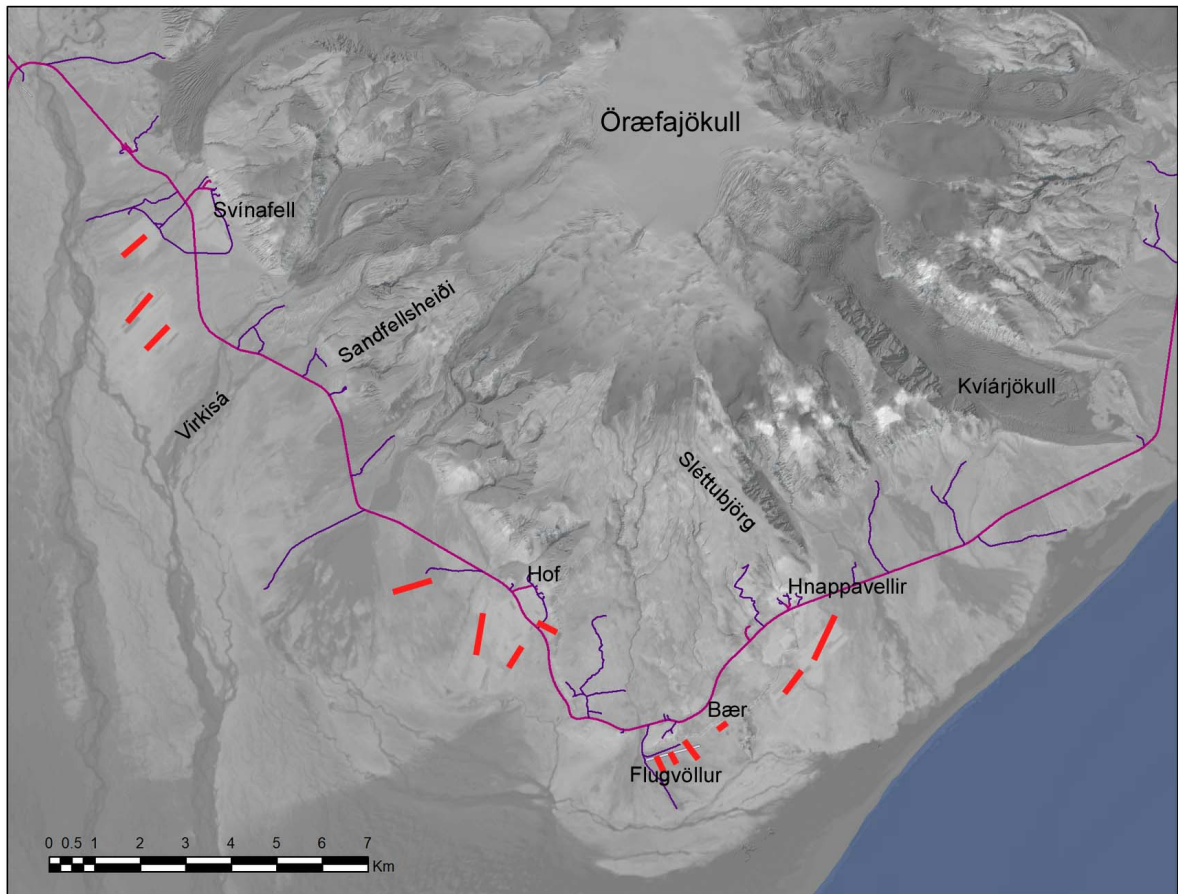 Öræfajökull
Svínafell
Sandfellsheiði
Kvíárjökull
Virkisá
Sléttubjörg
Hof
Hnappavellir
Bær
Flugvöllur
0 0.5 1 2 3 4 5 6 7
Km